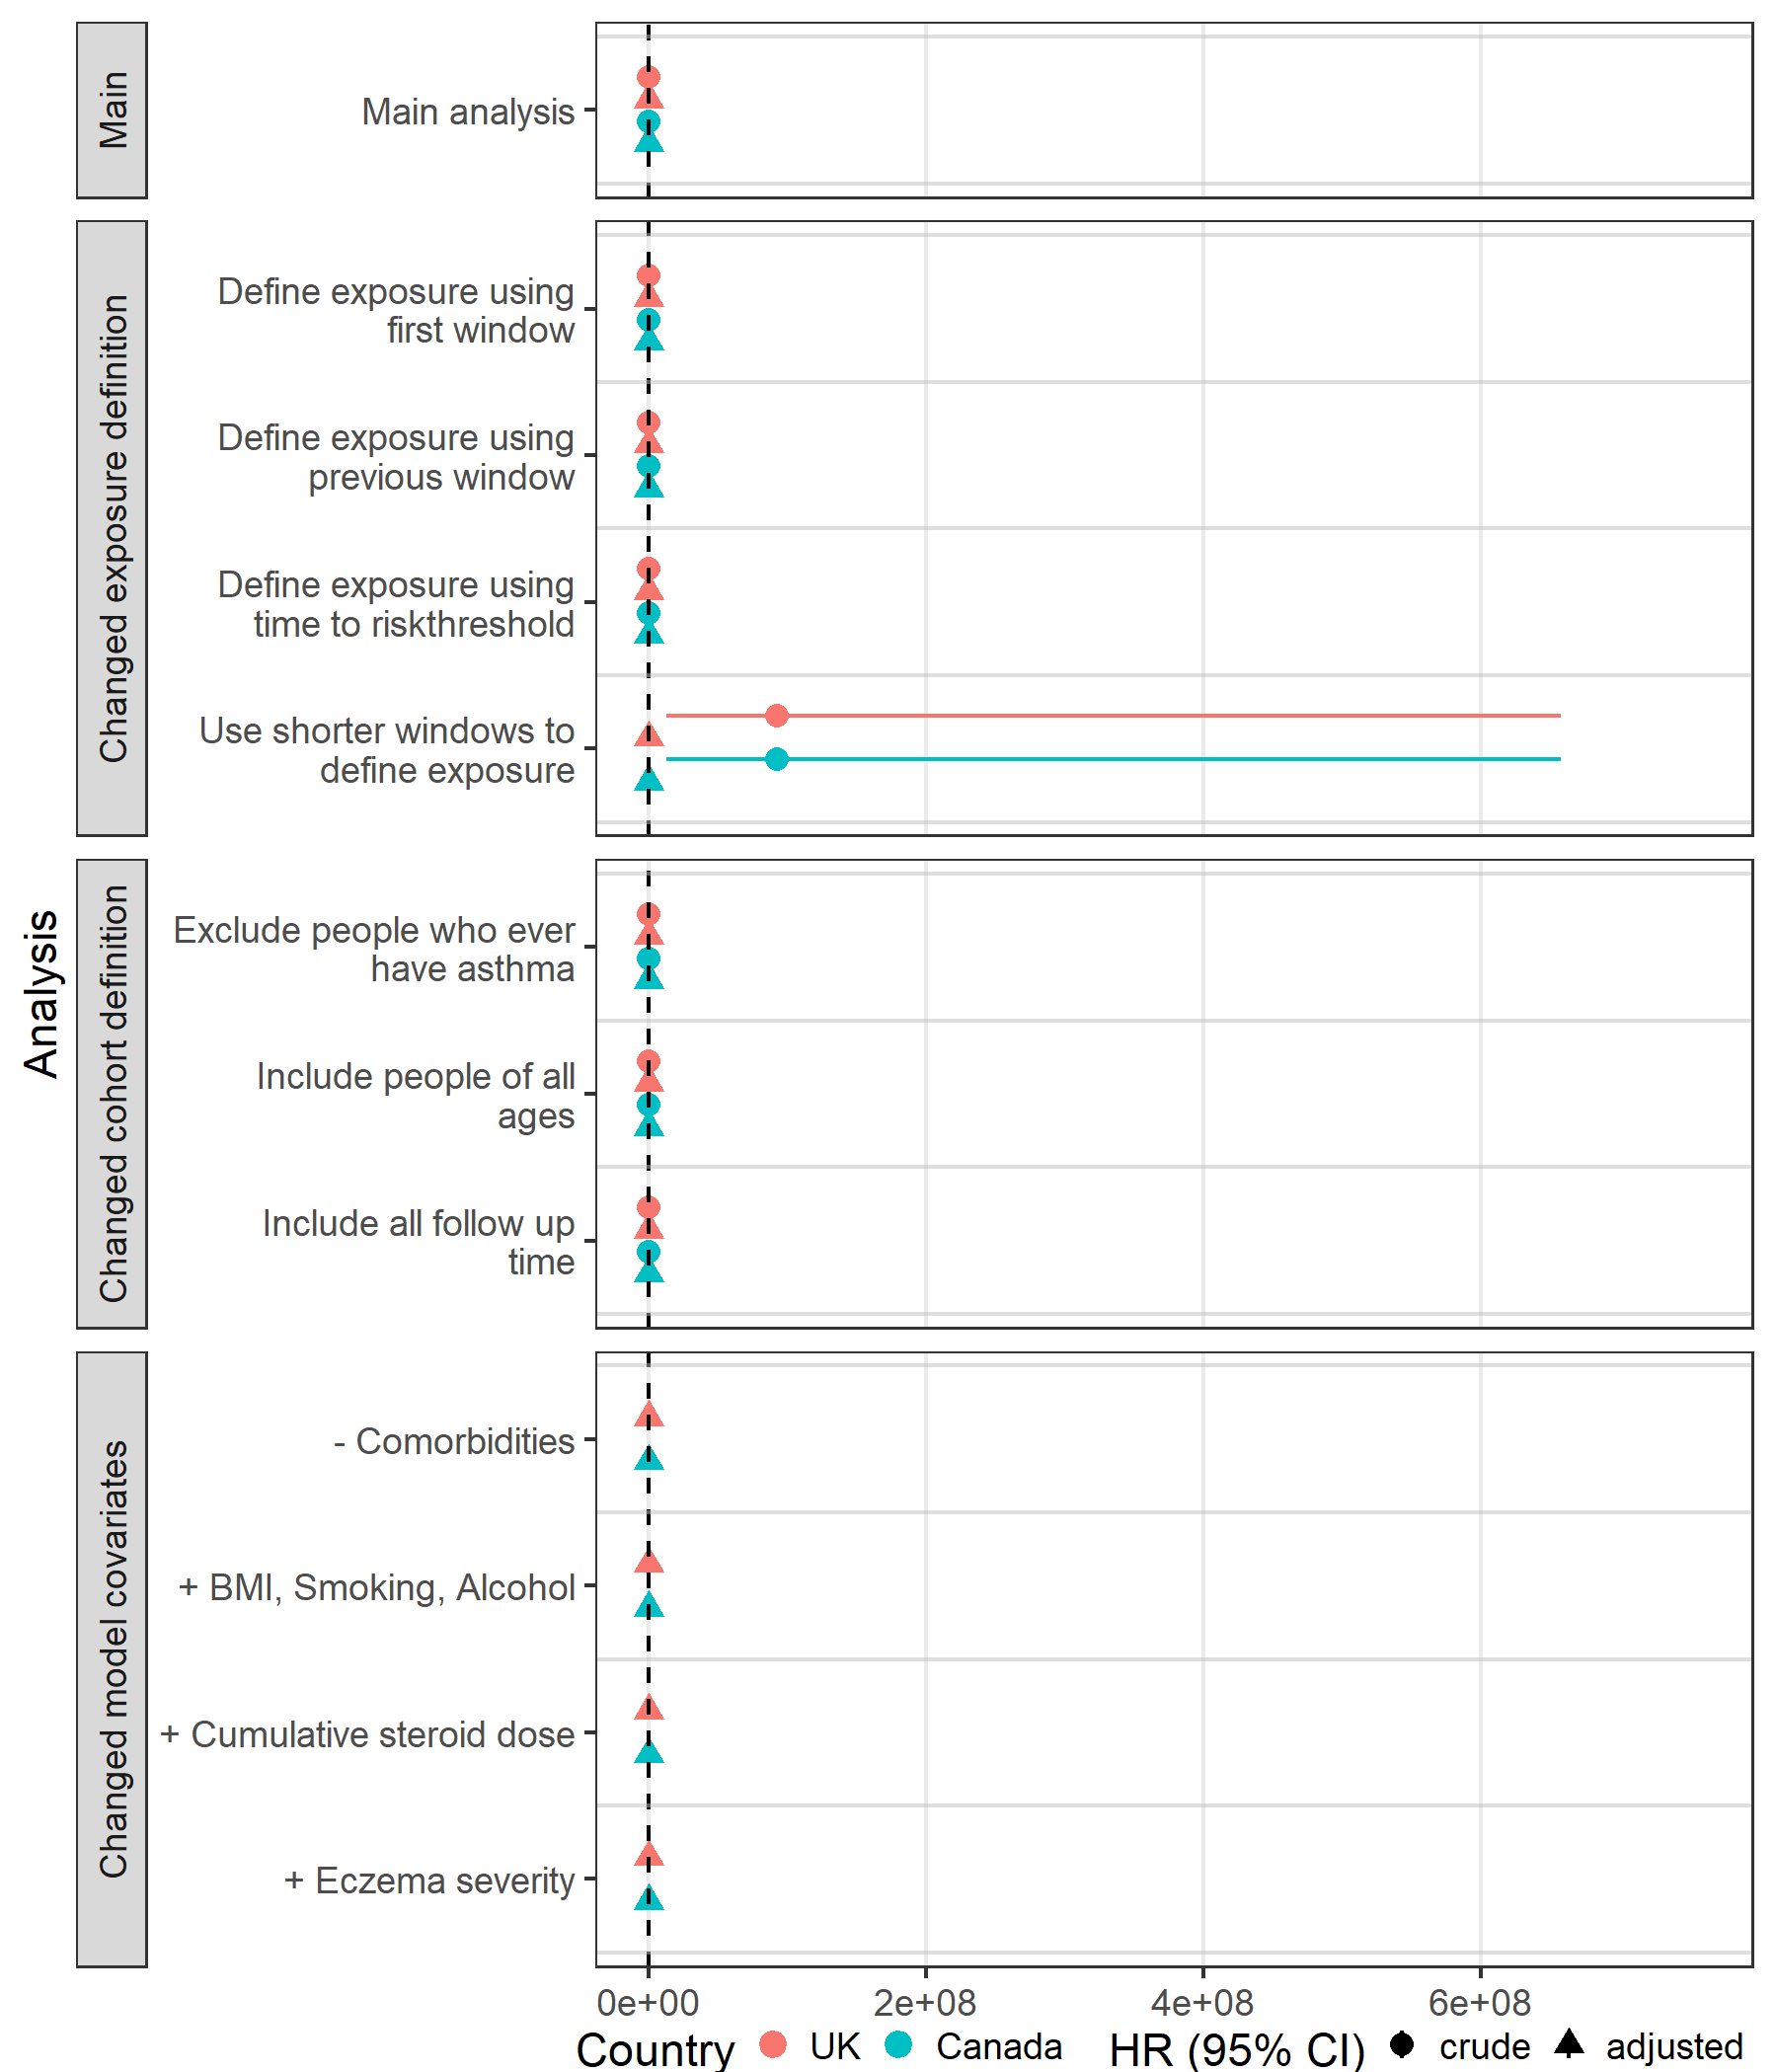 Analysis
Main
Main analysis
Changed exposure definition
Define exposure using
first window
Define exposure using
previous window
Define exposure using
time to riskthreshold
Use shorter windows to
define exposure
Changed cohort definition
Exclude people who ever
have asthma
Include people of all
ages
Include all follow up
time
Changed model covariates
- Comorbidities
+ BMI, Smoking, Alcohol
+ Cumulative steroid dose
+ Eczema severity
0e+00 2e+08 4e+08 6e+08
Country UK Canada HR (95% CI) crude adjusted